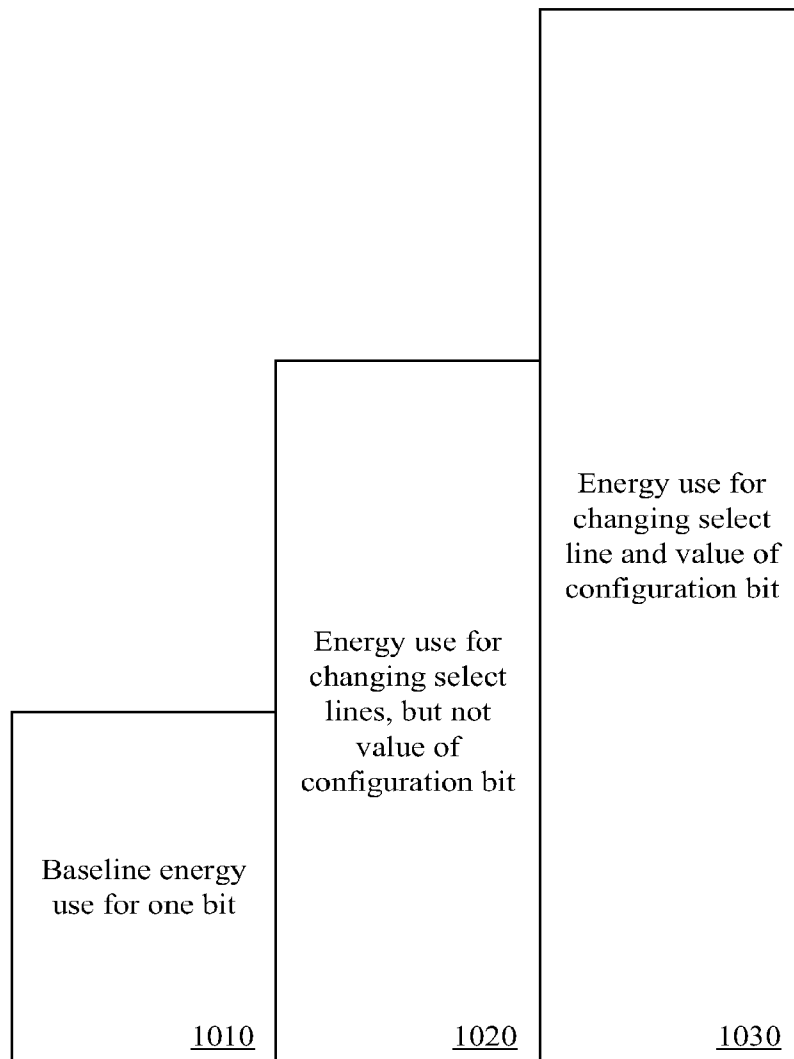 Baseline energy
use for one bit
1010
Energy use for
changing select
lines, but not
value of
configuration bit
1020
Energy use for
changing select
line and value of
configuration bit
1030